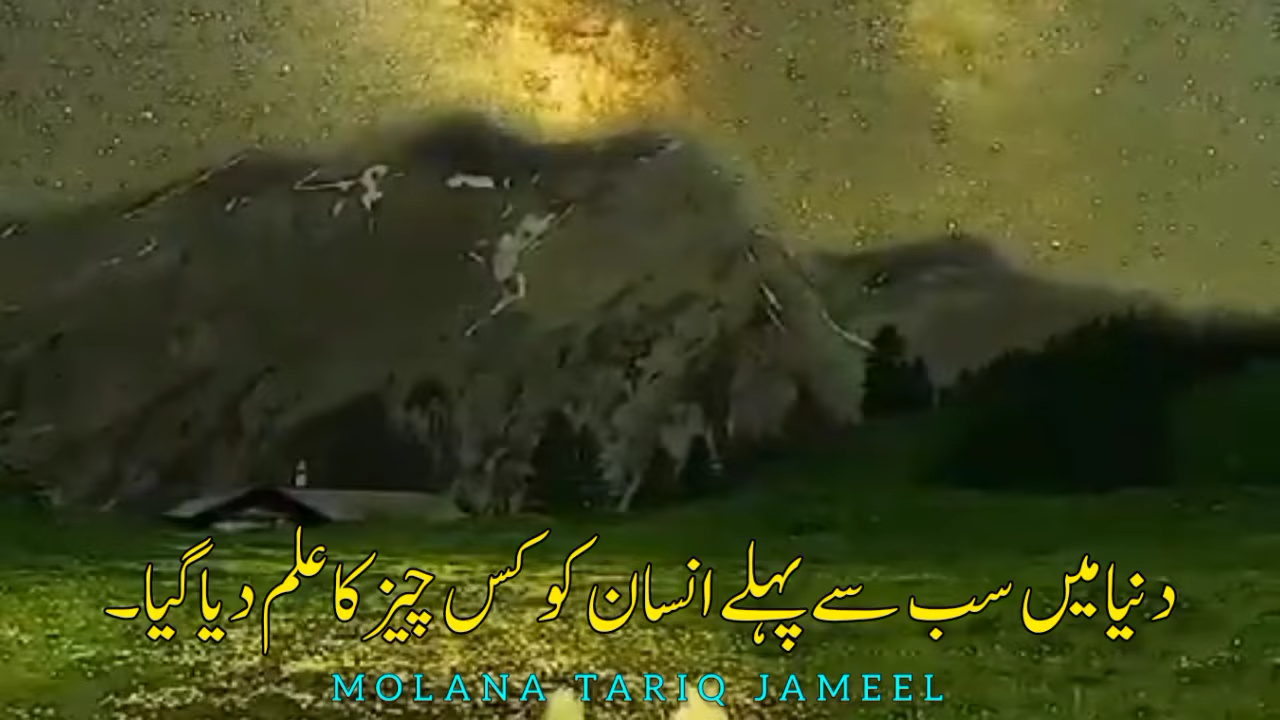 دنیا میں سب سے پہلے انسان کو کس چیز کا علم دیا گیا۔
MOLANA TARIQ JAMEEL